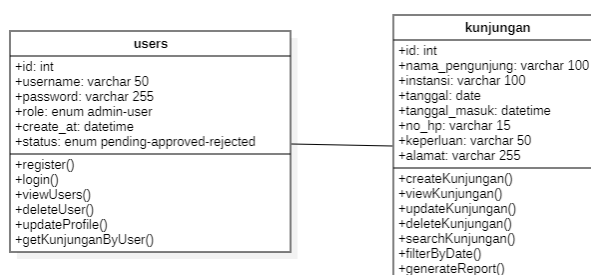 users
+id: int
+username: varchar 50
+password: varchar 255
+role: enum admin-user
+create_at: datetime
+status: enum pending-approved-rejected
+register()
+login()
+viewUsers()
+deleteUser()
+updateProfile()
+getKunjunganByUser()
kunjungan
+id: int
+nama_pengunjung: varchar 100
+instansi: varchar 100
+tanggal: date
+tanggal_masuk: datetime
+no_hp: varchar 15
+keperluan: varchar 50
+alamat: varchar 255
+createKunjungan()
+viewKunjungan()
+updateKunjungan()
+deleteKunjungan()
+searchKunjungan()
+filterByDate()
+generateReport()